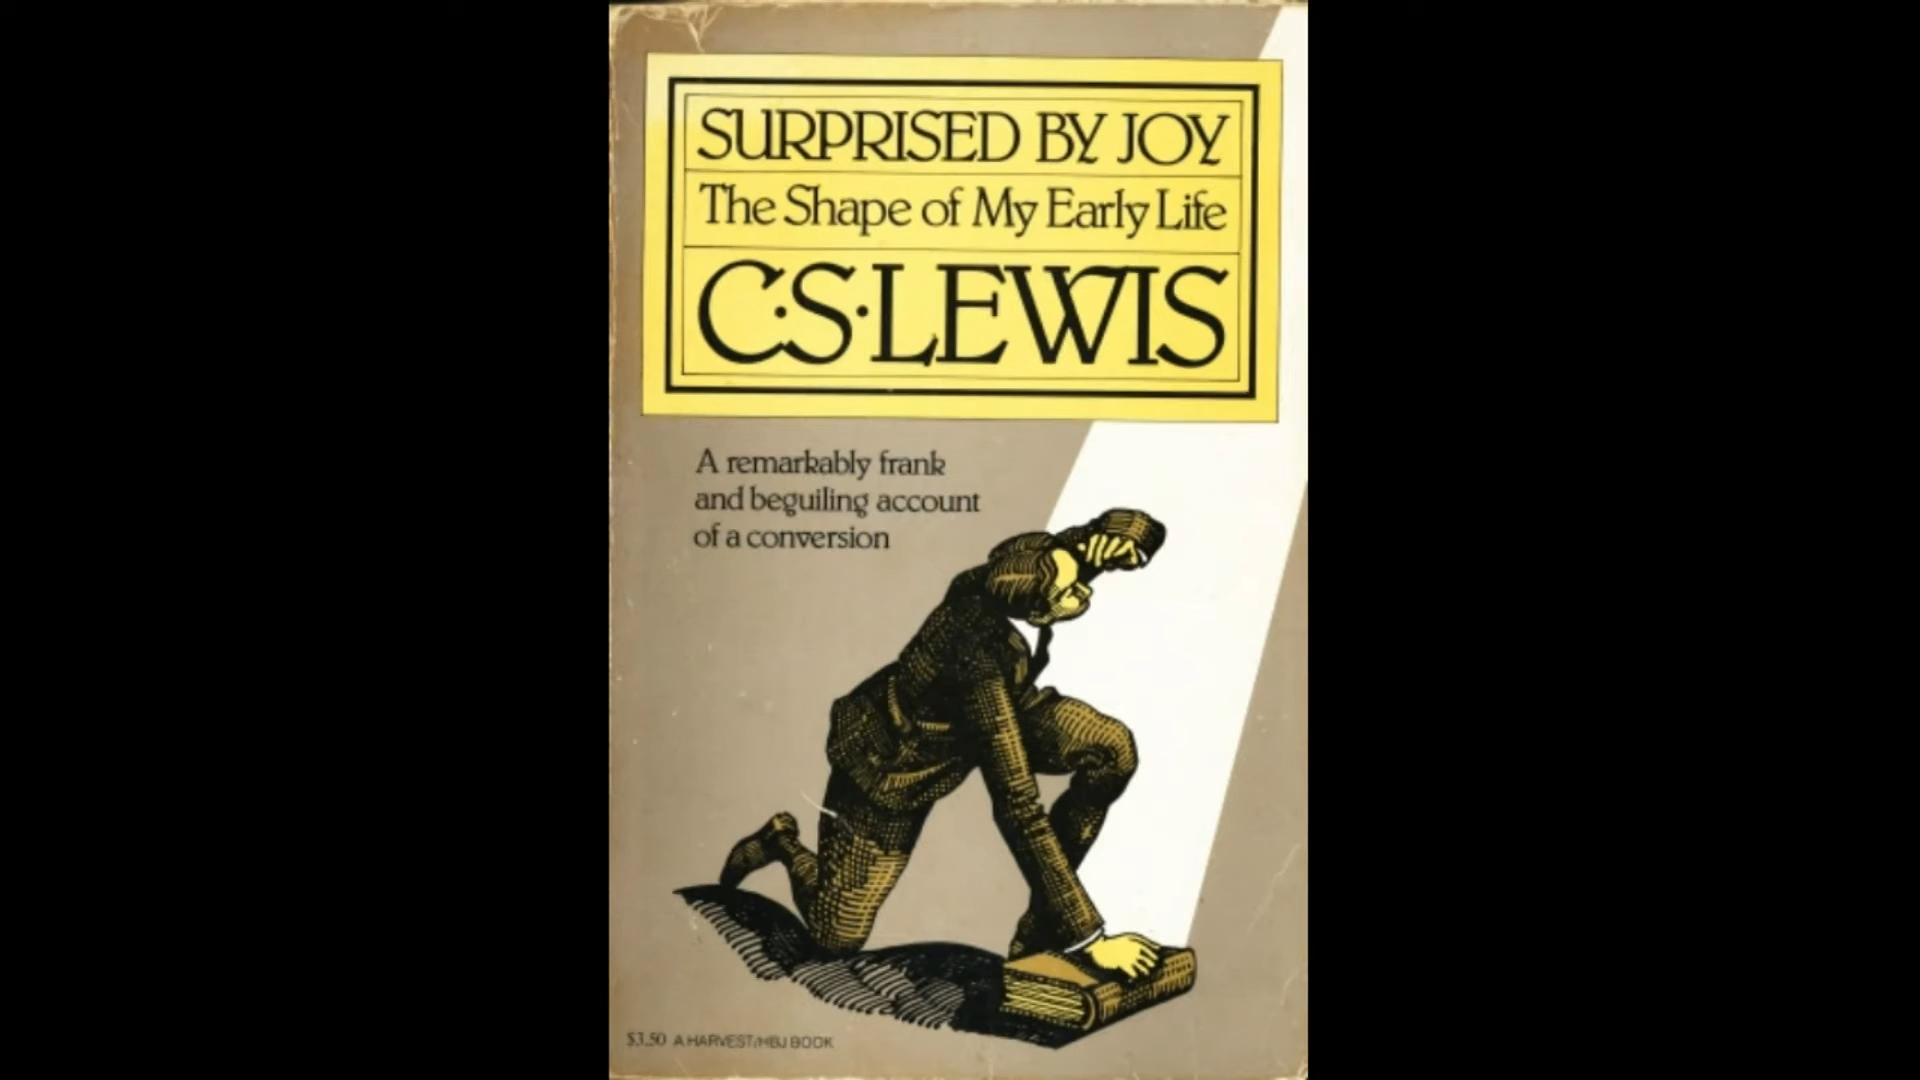 SURPRISED BY JOY
The Shape of My Early Life
C·S·LEWIS
A remarkably frank
and beguiling account
of a conversion
$3.50 A HARVEST/HBJ BOOK